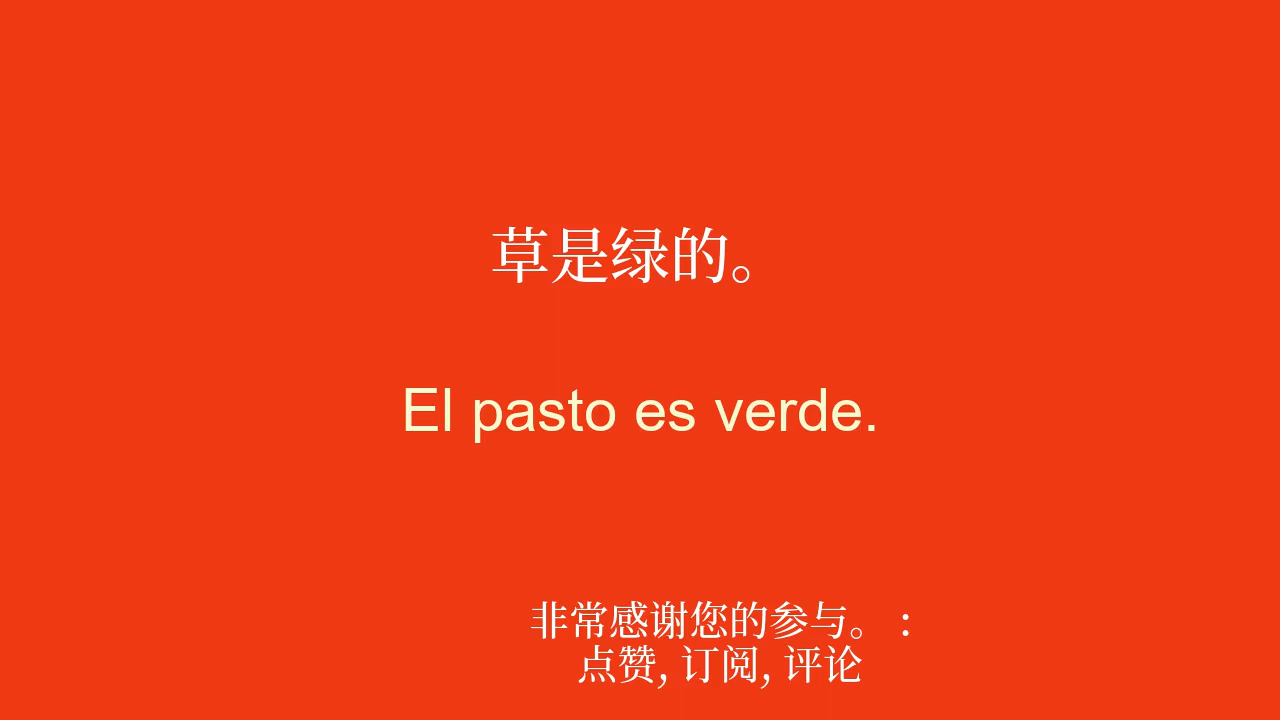 草是绿的。
El pasto es verde.
非常感谢您的参与。 :
点赞, 订阅, 评论